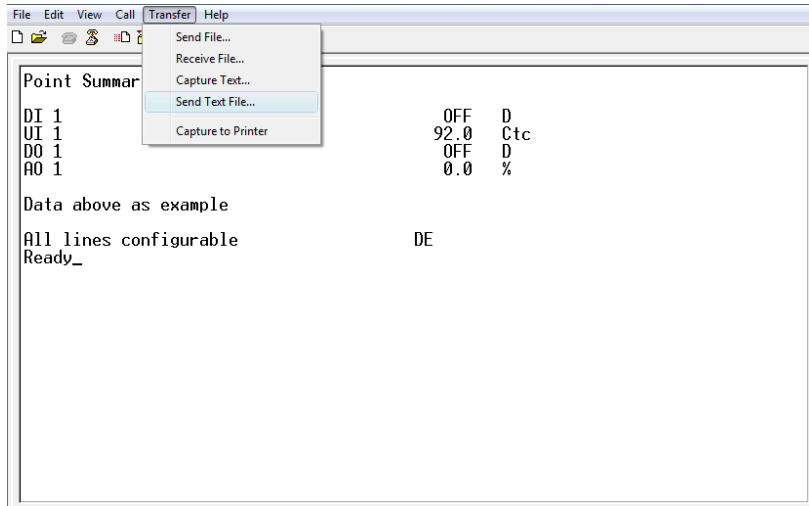 File Edit View Call Transfer Help
Send File...
Receive File...
Capture Text...
Send Text File...
Capture to Printer
Point Summar
DI 1 OFF D
UI 1 92.0 Ctc
DO 1 OFF D
AO 1 0.0 %
Data above as example
All lines configurable DE
Ready_